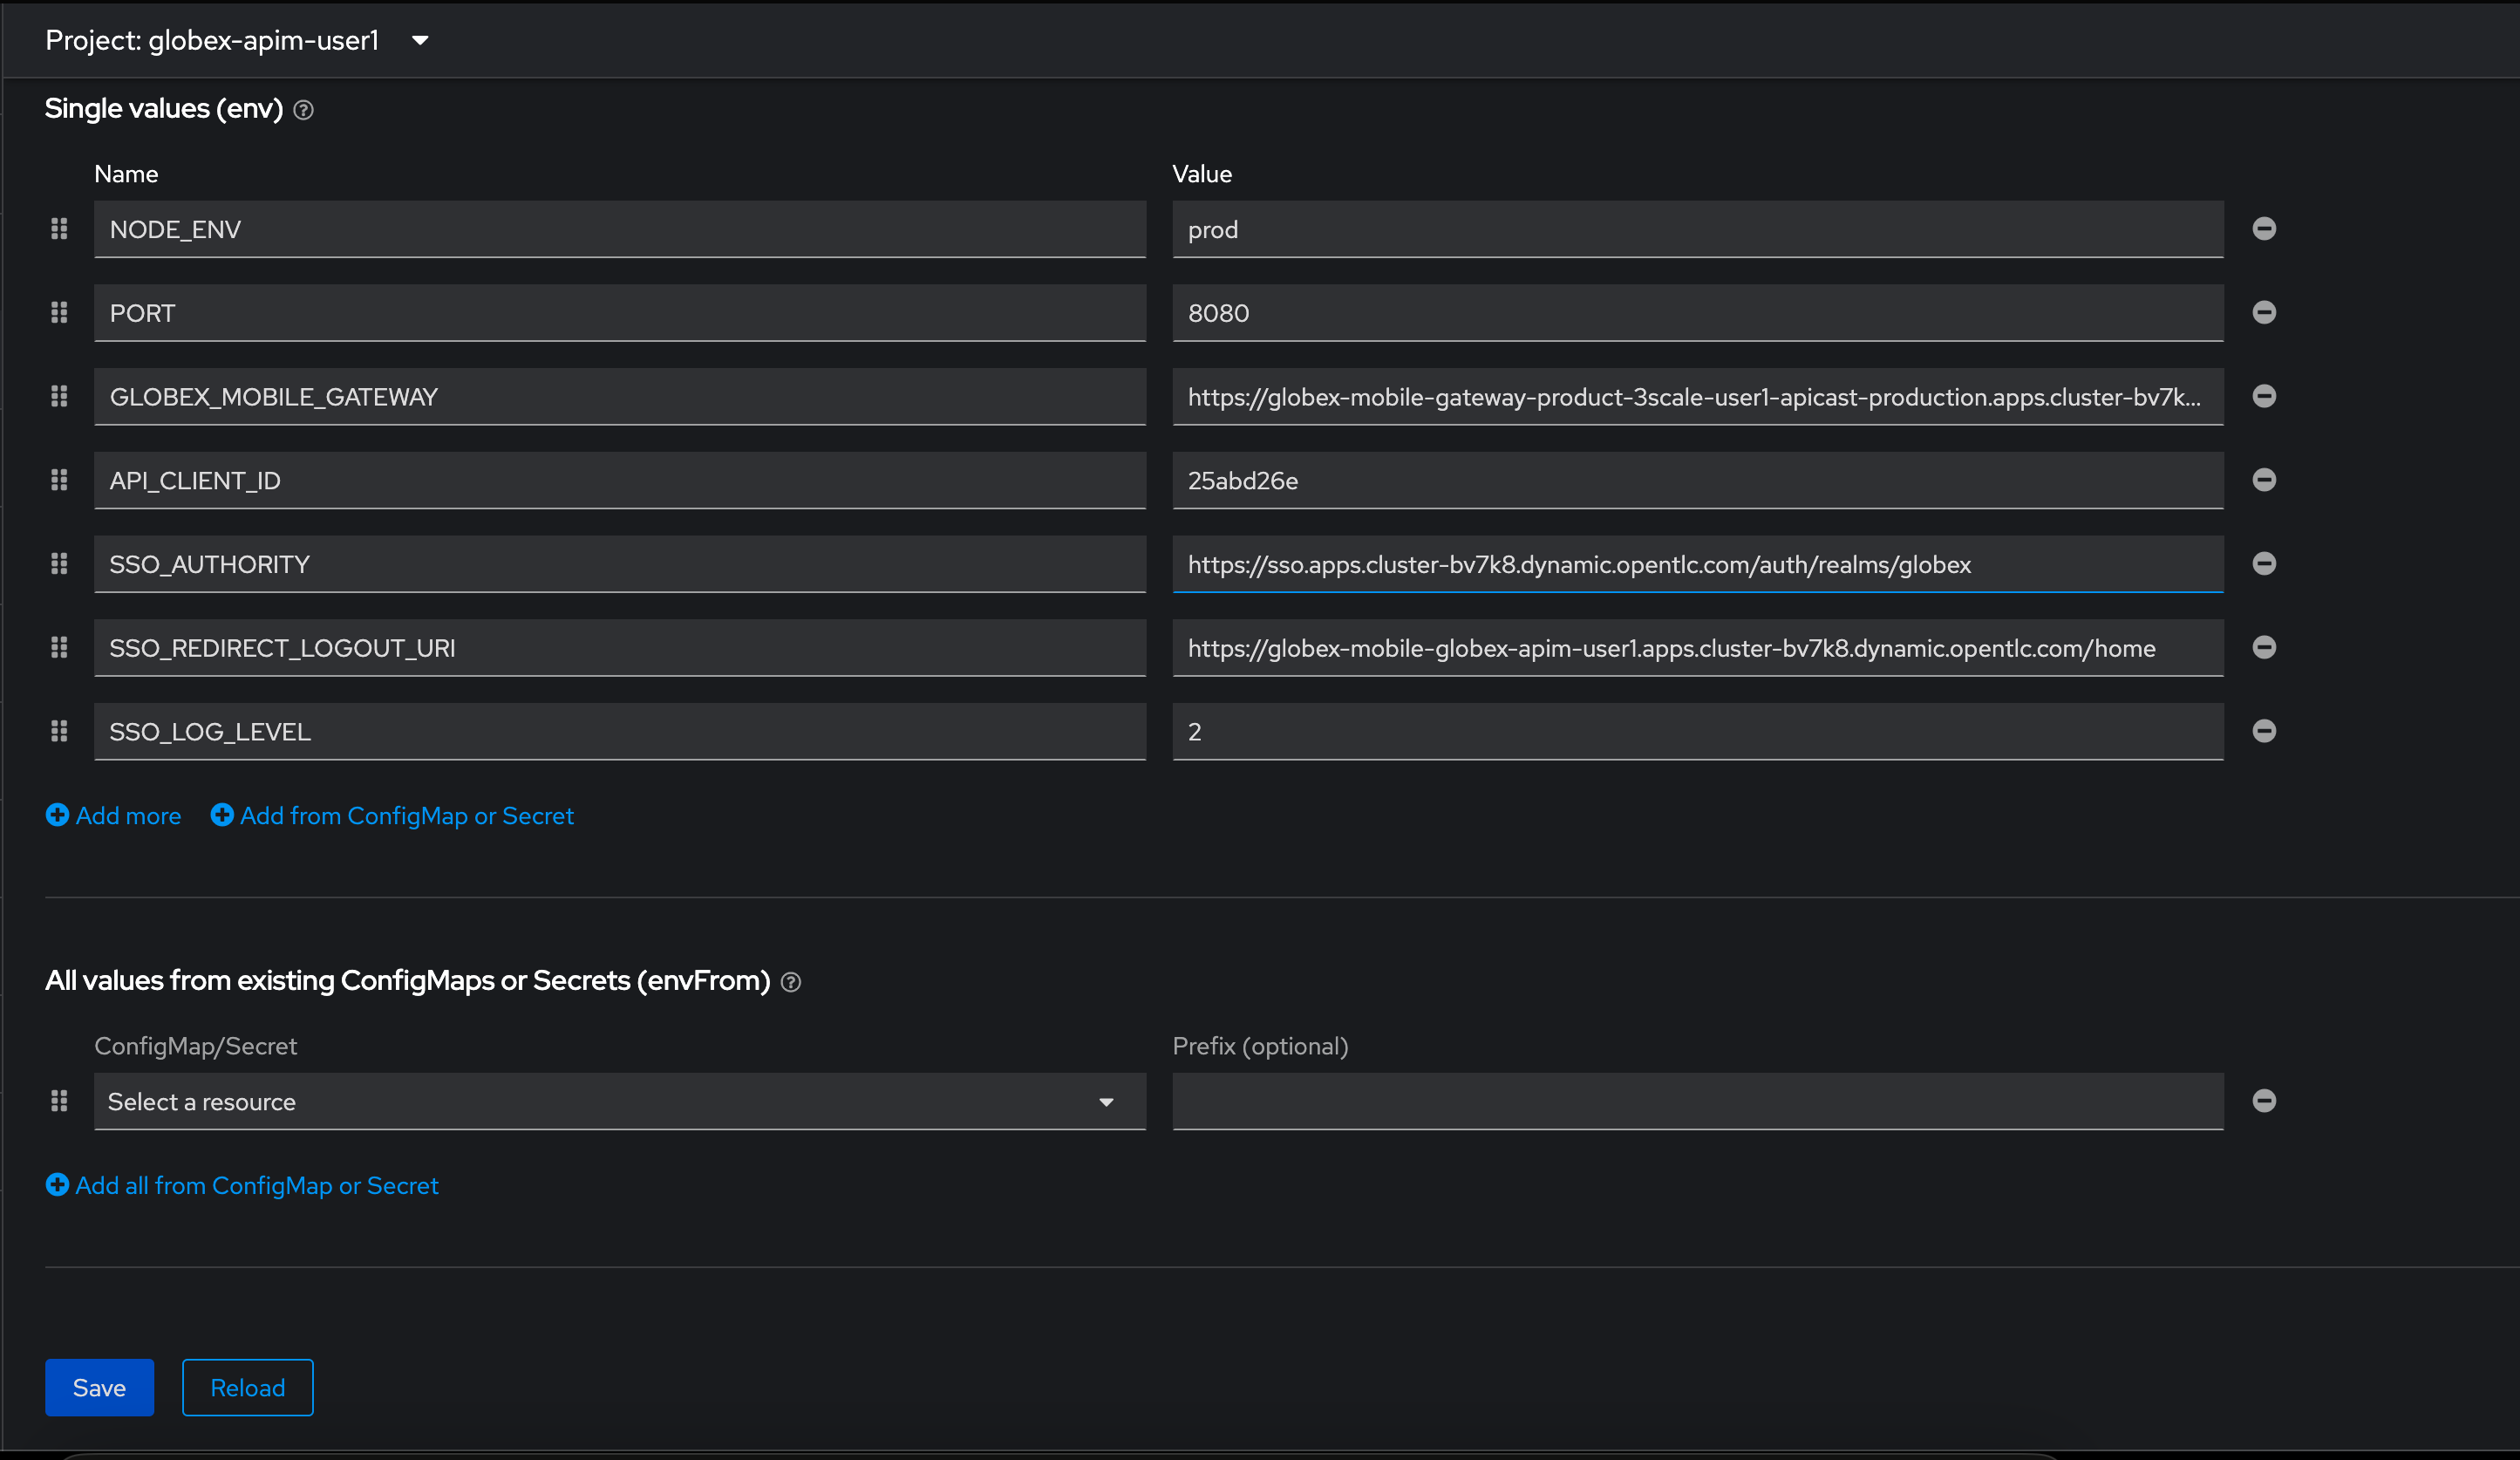 Project: globex-apim-user1
Single values (env)
Name Value
NODE_ENV prod
PORT 8080
GLOBEX_MOBILE_GATEWAY https://globex-mobile-gateway-product-3scale-user1-apicast-production.apps.cluster-bv7k...
API_CLIENT_ID 25abd26e
SSO_AUTHORITY https://sso.apps.cluster-bv7k8.dynamic.opentlc.com/auth/realms/globex
SSO_REDIRECT_LOGOUT_URI https://globex-mobile-globex-apim-user1.apps.cluster-bv7k8.dynamic.opentlc.com/home
SSO_LOG_LEVEL 2
Add more Add from ConfigMap or Secret
All values from existing ConfigMaps or Secrets (envFrom)
ConfigMap/Secret Prefix (optional)
Select a resource
Add all from ConfigMap or Secret
Save Reload